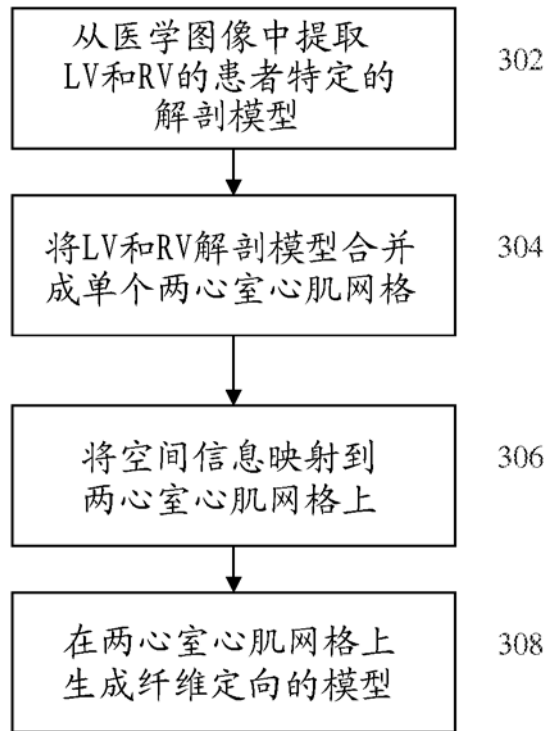 从医学图像中提取
LV和RV的患者特定的
解剖模型
302
将LV和RV解剖模型合并
成单个两心室心肌网格
304
将空间信息映射到
两心室心肌网格上
306
在两心室心肌网格上
生成纤维定向的模型
308